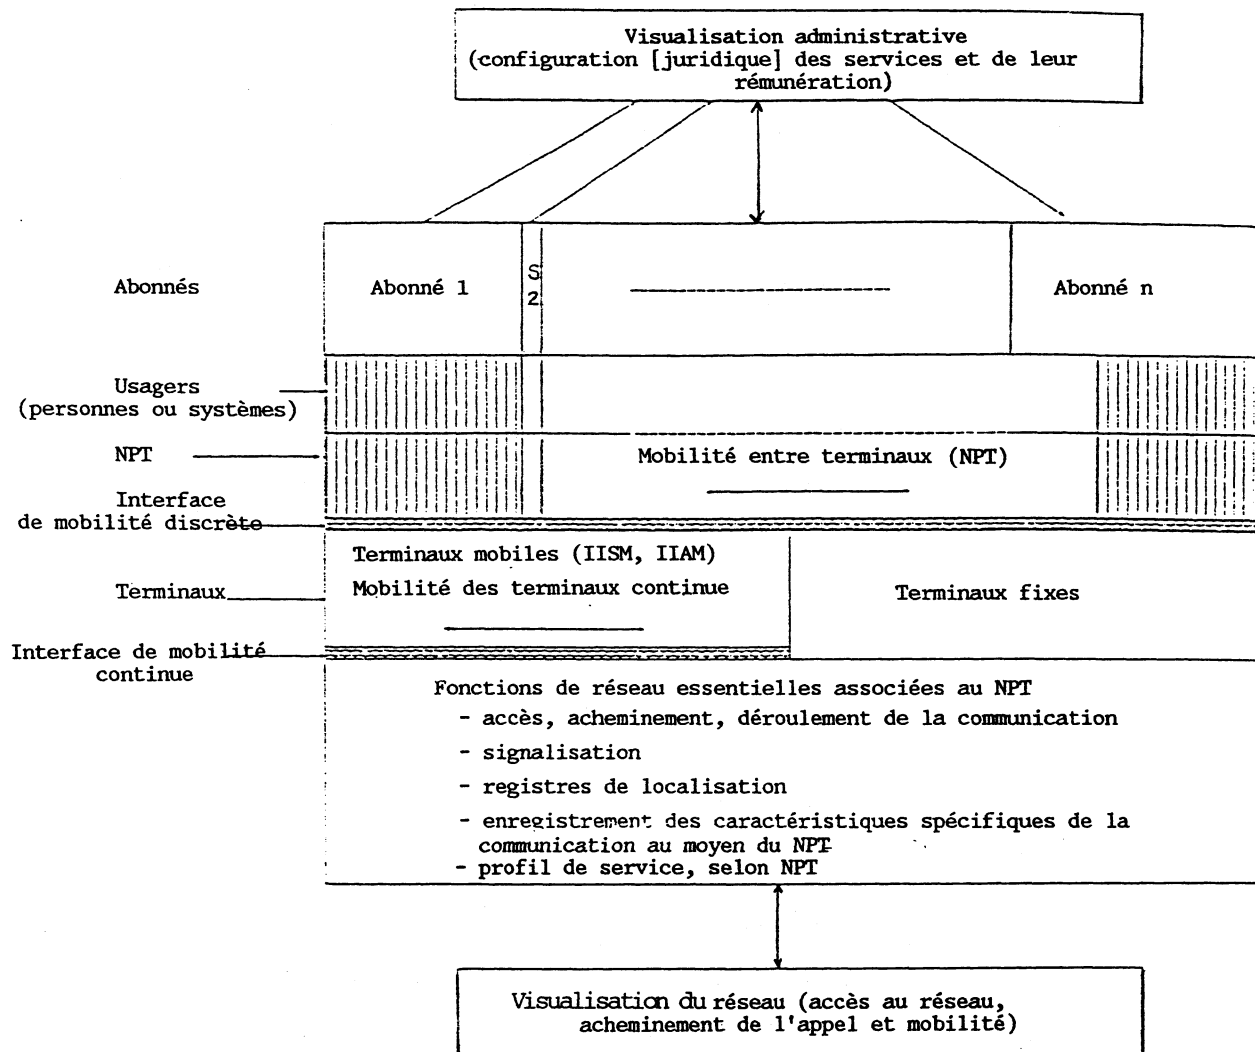 Visualisation administrative
(configuration [juridique] des services et de leur
rémunération)
Abonnés
Abonné 1
S
2
Abonné n
Usagers
(personnes ou systèmes)
NPT
Mobilité entre terminaux (NPT)
Interface
de mobilité discrète
Terminaux mobiles (IISM, IIAM)
Mobilité des terminaux continue
Terminaux
Terminaux fixes
Interface de mobilité
continue
Fonctions de réseau essentielles associées au NPT
- accès, acheminement, déroulement de la communication
- signalisation
- registres de localisation
- enregistrement des caractéristiques spécifiques de la
communication au moyen du NPT
- profil de service, selon NPT
Visualisation du réseau (accès au réseau,
acheminement de l'appel et mobilité)